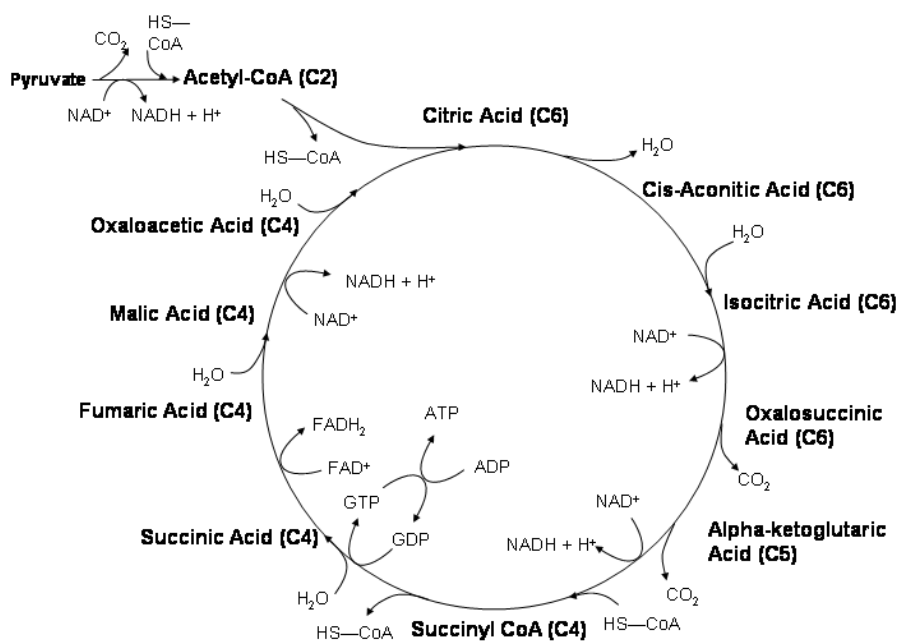 HS—
CoA
CO₂
Pyruvate
Acetyl-CoA (C2)
NAD⁺
NADH + H⁺
HS—CoA
Citric Acid (C6)
H₂O
Cis-Aconitic Acid (C6)
H₂O
Isocitric Acid (C6)
NAD⁺
NADH + H⁺
Oxalosuccinic
Acid (C6)
CO₂
Alpha-ketoglutaric
Acid (C5)
NAD⁺
NADH + H⁺
CO₂
HS—CoA
Succinyl CoA (C4)
HS—CoA
H₂O
GDP
GTP
ADP
ATP
Succinic Acid (C4)
FAD⁺
FADH₂
Fumaric Acid (C4)
H₂O
Malic Acid (C4)
NAD⁺
NADH + H⁺
Oxaloacetic Acid (C4)
H₂O